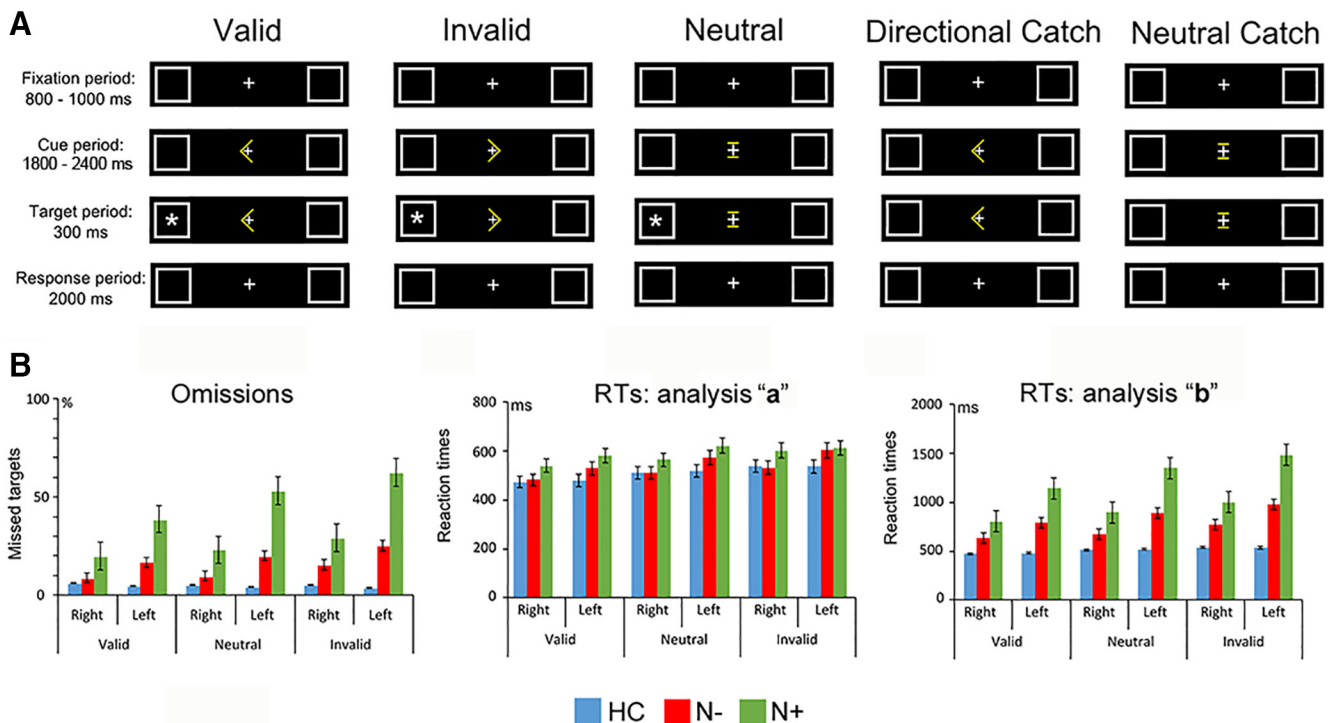 A
Valid
Invalid
Neutral
Directional Catch
Neutral Catch
Fixation period:
800 - 1000 ms
Cue period:
1800 - 2400 ms
Target period:
300 ms
Response period:
2000 ms
B
Omissions
%
100
50
0
Missed targets
Right
Left
Right
Left
Right
Left
Valid
Neutral
Invalid
RTs: analysis “a”
ms
800
600
400
200
0
Reaction times
Right
Left
Right
Left
Right
Left
Valid
Neutral
Invalid
RTs: analysis “b”
ms
2000
1500
1000
500
0
Reaction times
Right
Left
Right
Left
Right
Left
Valid
Neutral
Invalid
HC
N-
N+